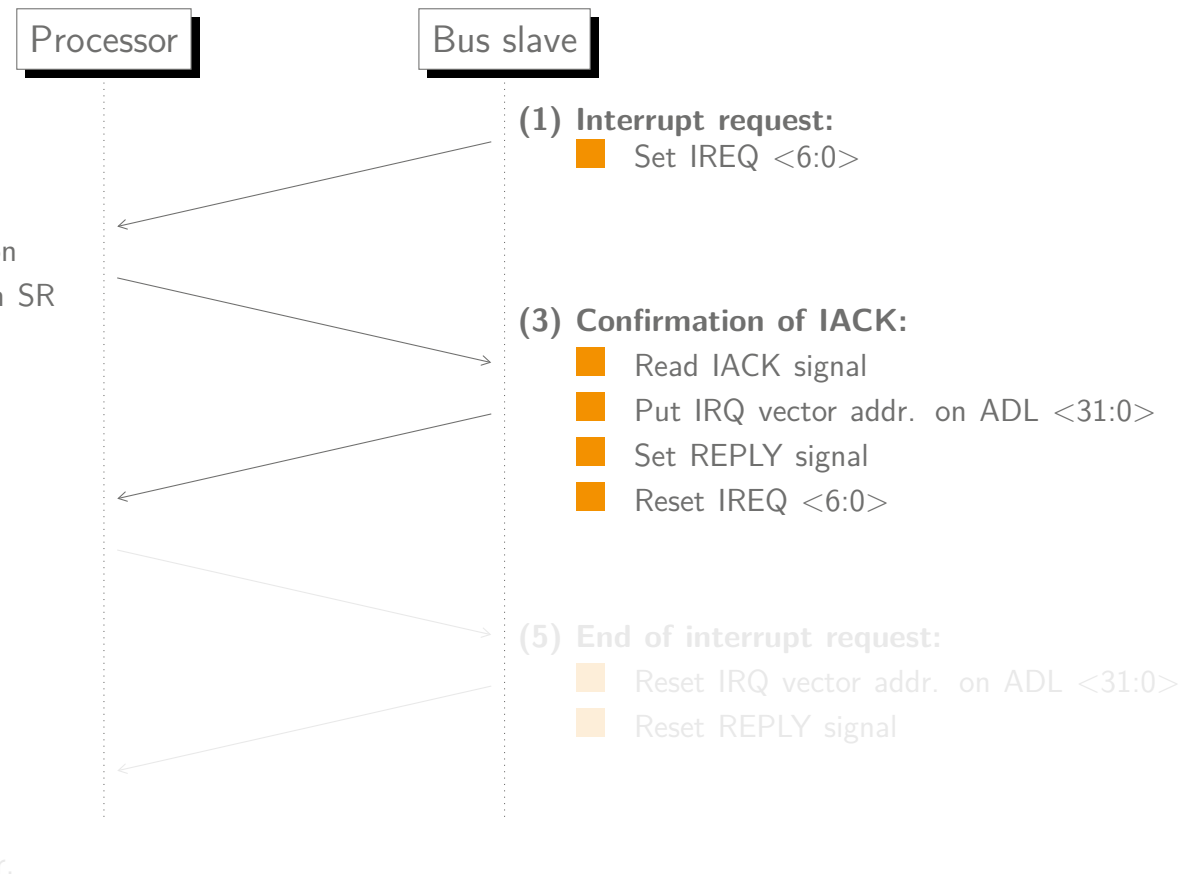 Processor
Bus slave
(1) Interrupt request:
Set IREQ <6:0>
n
SR
(3) Confirmation of IACK:
Read IACK signal
Put IRQ vector addr. on ADL <31:0>
Set REPLY signal
Reset IREQ <6:0>
(5) End of interrupt request:
Reset IRQ vector addr. on ADL <31:0>
Reset REPLY signal
r.